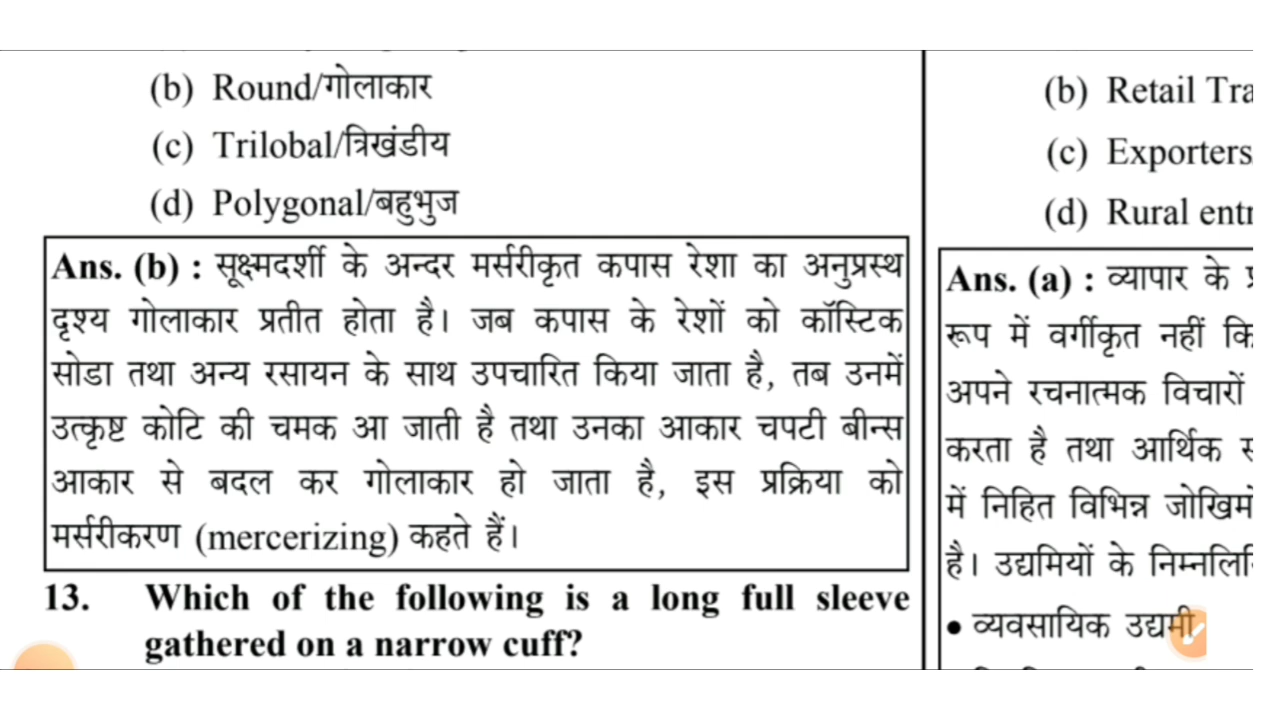 (b) Round/गोलाकार
(c) Trilobal/त्रिखंडीय
(d) Polygonal/बहुभुज
Ans. (b) : सूक्ष्मदर्शी के अन्दर मर्सरीकृत कपास रेशा का अनुप्रस्थ
दृश्य गोलाकार प्रतीत होता है। जब कपास के रेशों को कॉस्टिक
सोडा तथा अन्य रसायन के साथ उपचारित किया जाता है, तब उनमें
उत्कृष्ट कोटि की चमक आ जाती है तथा उनका आकार चपटी बीन्स
आकार से बदल कर गोलाकार हो जाता है, इस प्रक्रिया को
मर्सरीकरण (mercerizing) कहते हैं।
13. Which of the following is a long full sleeve
gathered on a narrow cuff?
(b) Retail
(c) Exporters
(d) Rural
Ans. (a) : व्यापार के
रूप में वर्गीकृत नहीं
अपने रचनात्मक विचारों
करता है तथा आर्थिक
में निहित विभिन्न
है। उद्यमियों के
• व्यवसायिक उद्यमी